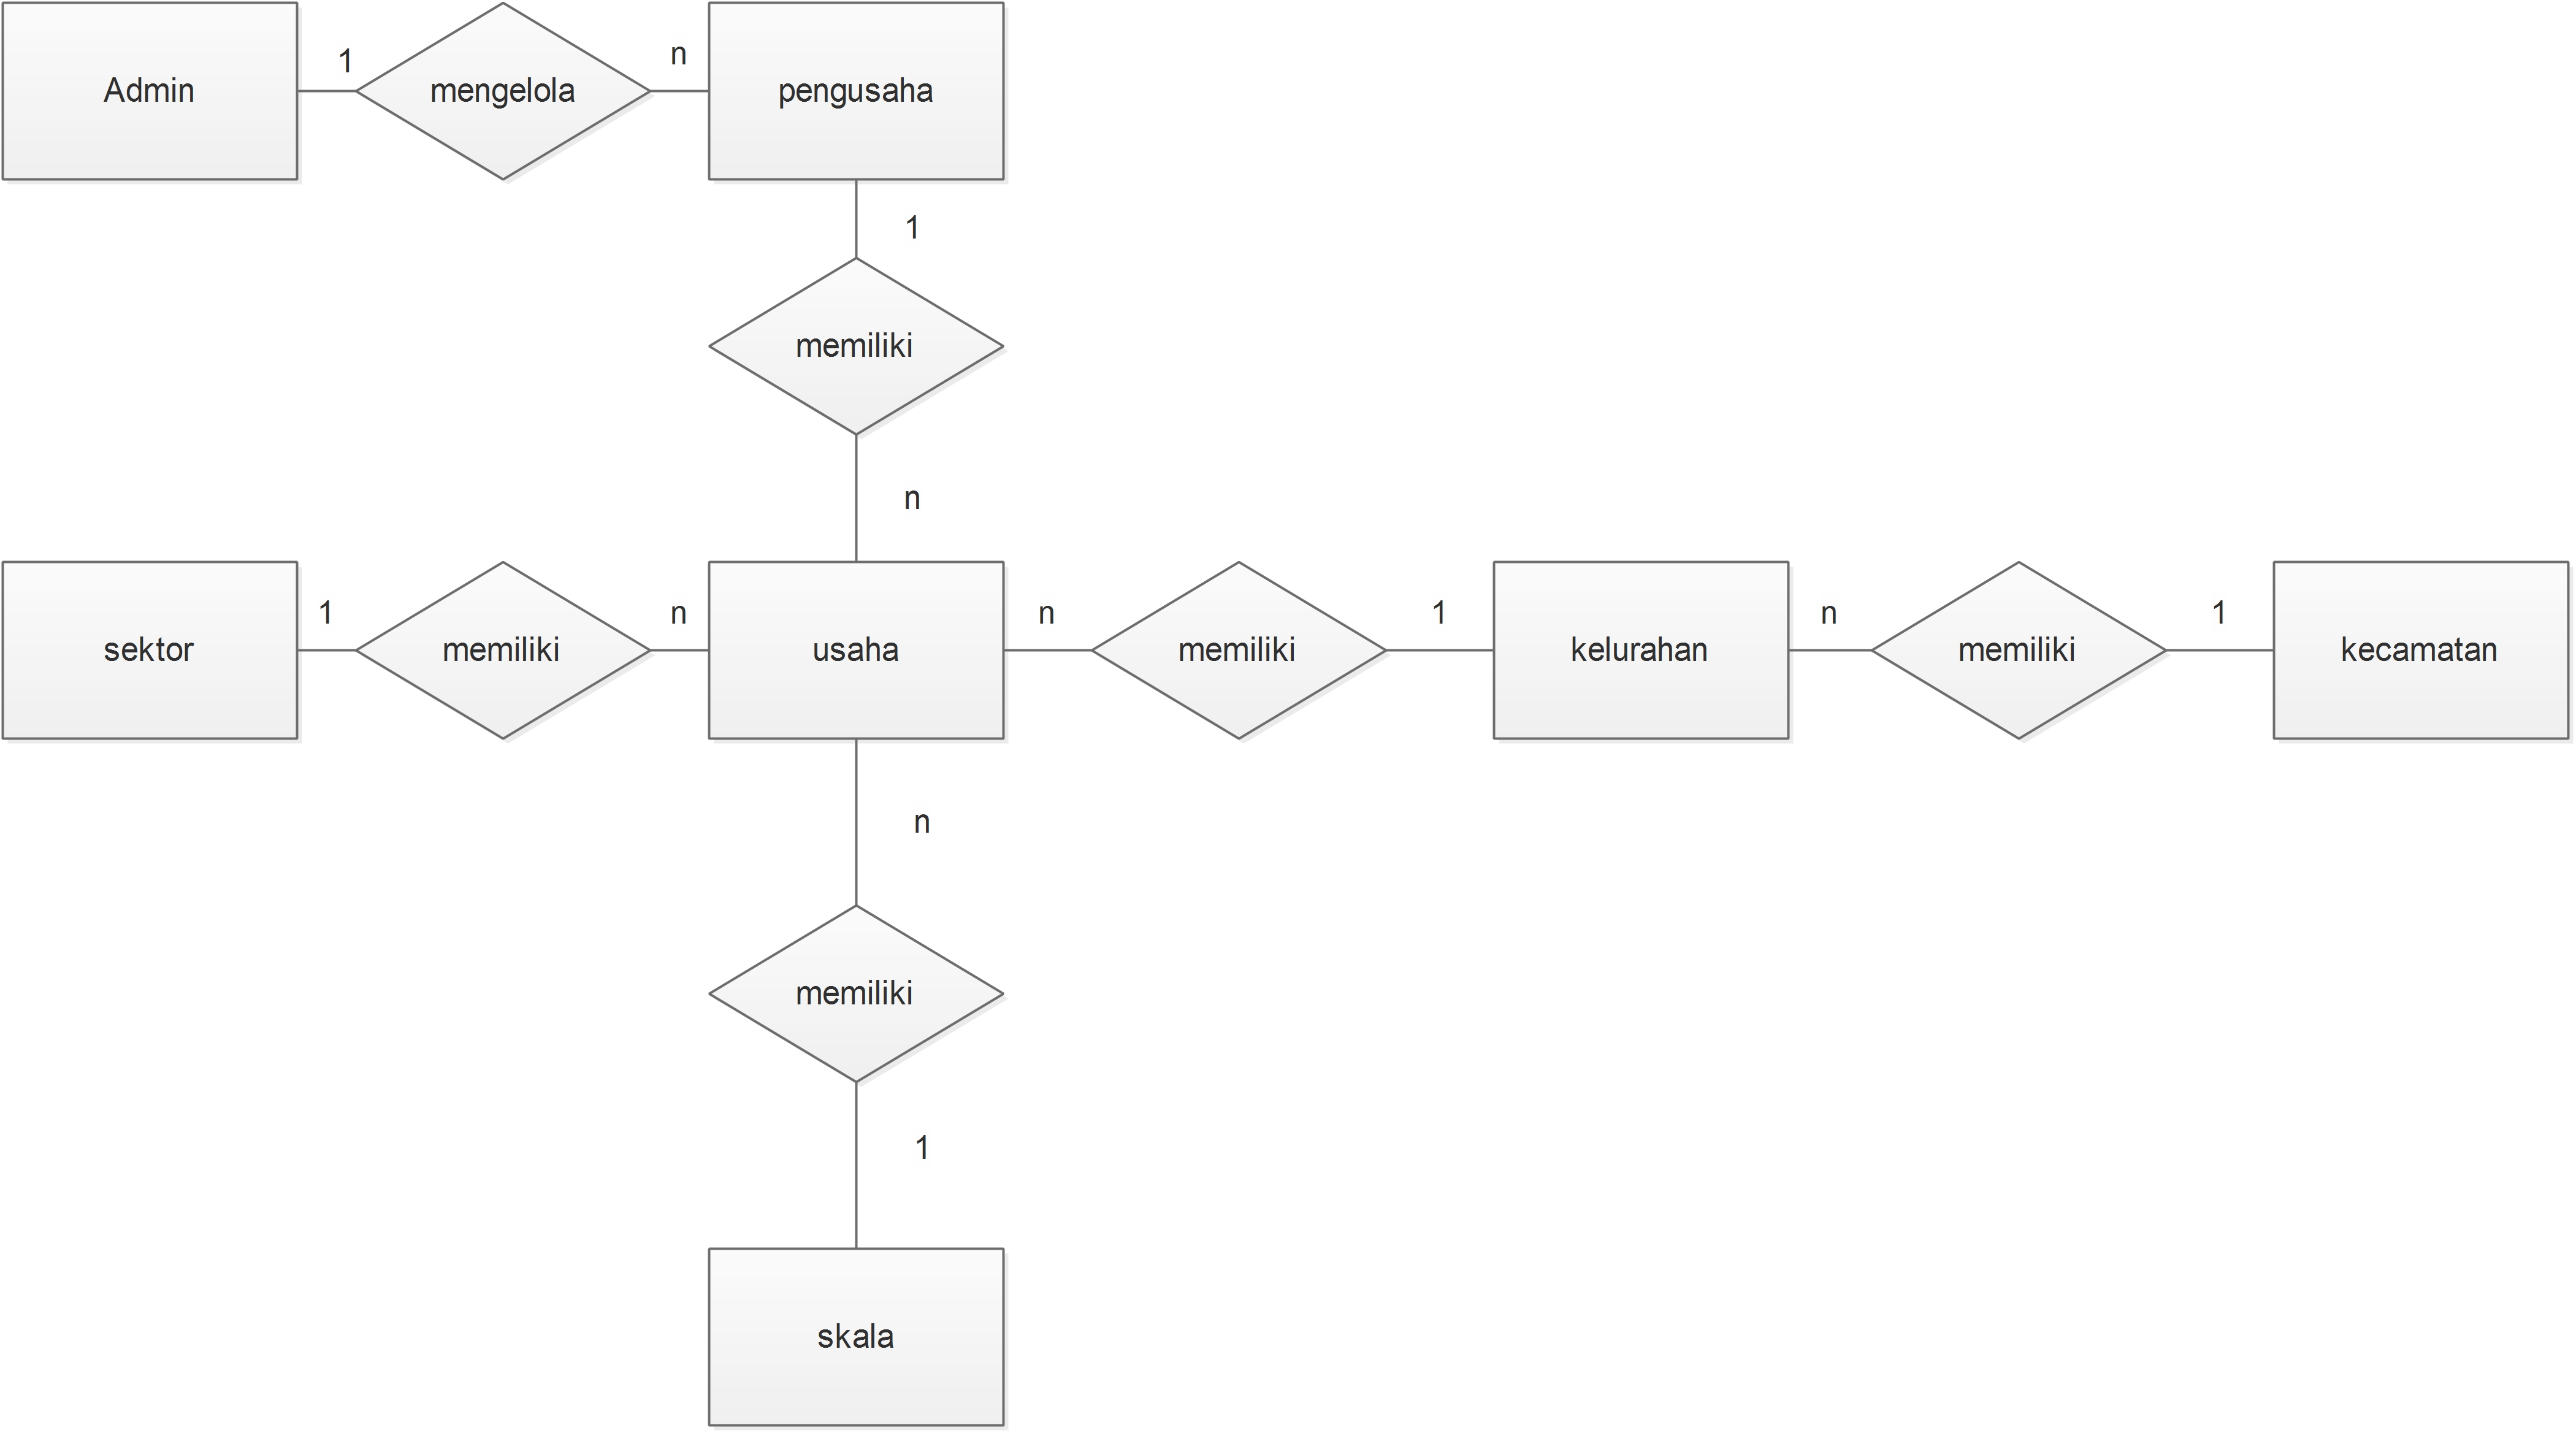 Admin
1
mengelola
n
pengusaha
1
memiliki
n
sektor
1
memiliki
n
usaha
n
memiliki
1
kelurahan
n
memiliki
1
kecamatan
n
memiliki
1
skala